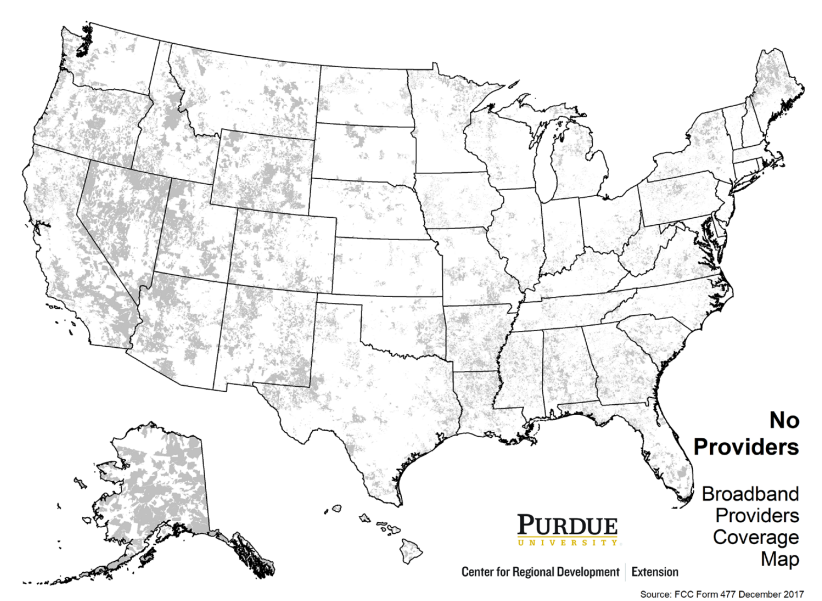 No
Providers
Broadband
Providers
Coverage
Map
PURDUE
UNIVERSITY
Center for Regional Development | Extension
Source: FCC Form 477 December 2017